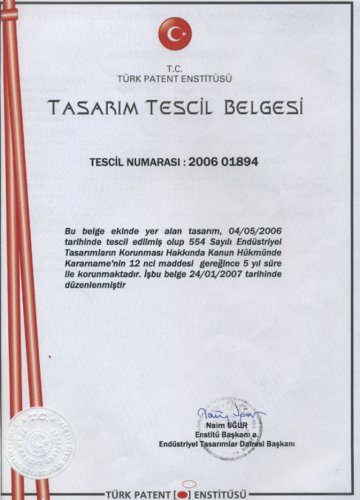 T.C.
TÜRK PATENT ENSTİTÜSÜ
TASARIM TESCİL BELGESİ
TESCİL NUMARASI : 2006 01894
Bu belge ekinde yer alan tasarım, 04/05/2006
tarihinde tescil edilmiş olup 554 Sayılı Endüstriyel
Tasarımların Korunması Hakkında Kanun Hükmünde
Kararname'nin 12 nci maddesi gereğince 5 yıl süre
ile korunmaktadır. İşbu belge 24/01/2007 tarihinde
düzenlenmiştir
Naim UĞUR
Enstitü Başkanı a.
Endüstriyel Tasarımlar Dairesi Başkanı
T.C.
TÜRK PATENT ENSTİTÜSÜ